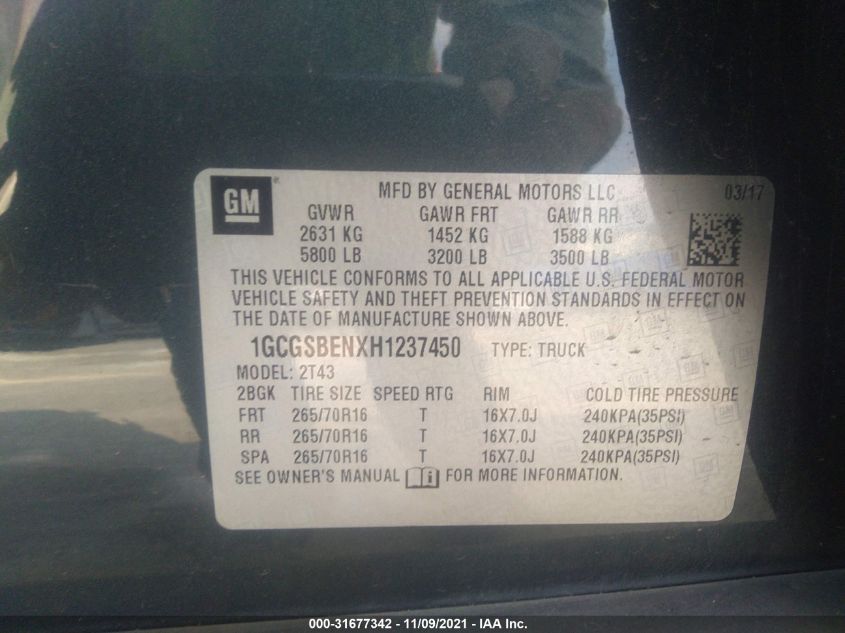 GM
MFD BY GENERAL MOTORS LLC 03/17
GVWR GAWR FRT GAWR RR
2631 KG 1452 KG 1588 KG
5800 LB 3200 LB 3500 LB
THIS VEHICLE CONFORMS TO ALL APPLICABLE U.S. FEDERAL MOTOR
VEHICLE SAFETY AND THEFT PREVENTION STANDARDS IN EFFECT ON
THE DATE OF MANUFACTURE SHOWN ABOVE.
1GCGSBENXH1237450 TYPE: TRUCK
MODEL: 2T43
2BGK TIRE SIZE SPEED RTG RIM COLD TIRE PRESSURE
FRT 265/70R16 T 16X7.0J 240KPA(35PSI)
RR 265/70R16 T 16X7.0J 240KPA(35PSI)
SPA 265/70R16 T 16X7.0J 240KPA(35PSI)
SEE OWNER'S MANUAL FOR MORE INFORMATION.
000-31677342 - 11/09/2021 - IAA Inc.